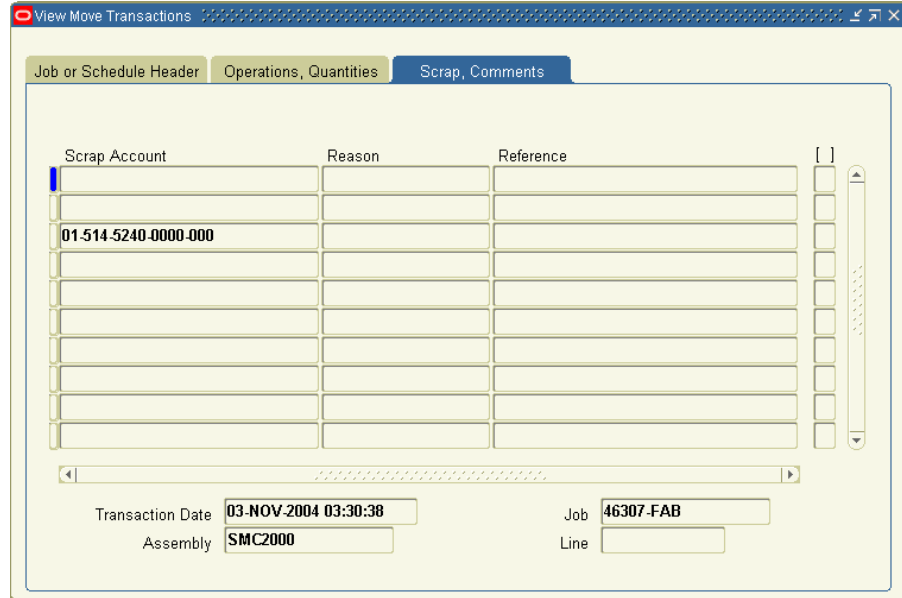 View Move Transactions
Job or Schedule Header Operations, Quantities Scrap, Comments
Scrap Account Reason Reference [ ]
01-514-5240-0000-000
Transaction Date 03-NOV-2004 03:30:38 Job 46307-FAB
Assembly SMC2000 Line